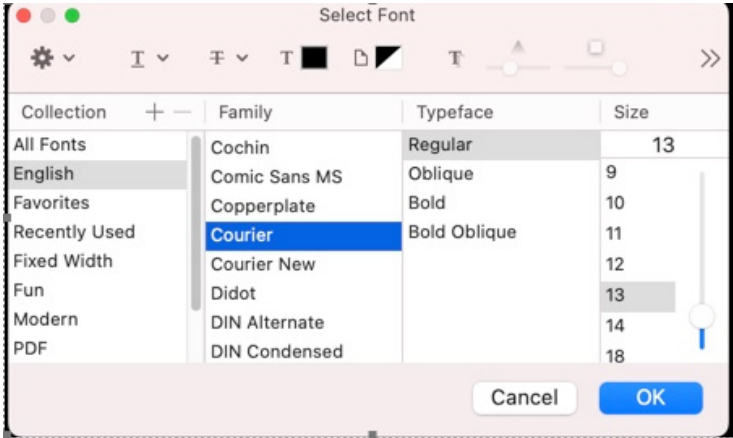 Select Font
T T T T
Collection + − Family Typeface Size
All Fonts
English
Favorites
Recently Used
Fixed Width
Fun
Modern
PDF
Cochin
Comic Sans MS
Copperplate
Courier
Courier New
Didot
DIN Alternate
DIN Condensed
Regular
Oblique
Bold
Bold Oblique
13
9
10
11
12
13
14
18
Cancel OK